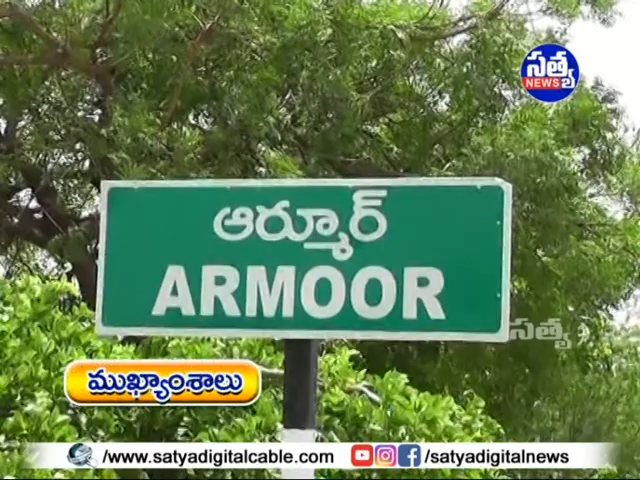 సత్య
NEWS
ఆర్మూర్
ARMOOR
సత్య
ముఖ్యాంశాలు
www.satyadigitalcable.com
/satyadigitalnews